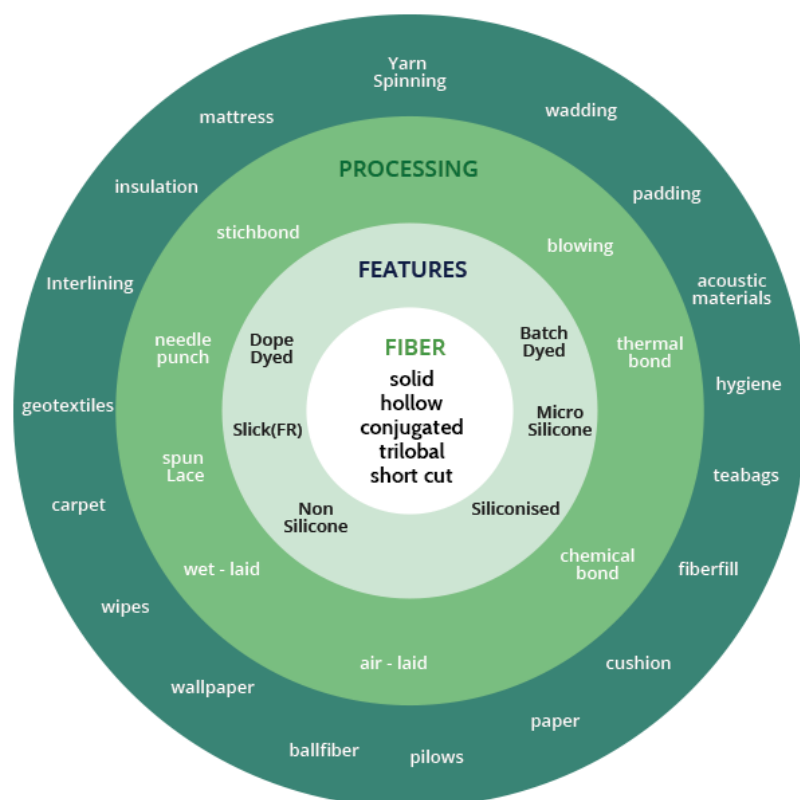 Yarn
Spinning
wadding
mattress
padding
insulation
acoustic
materials
Interlining
hygiene
geotextiles
teabags
carpet
fiberfill
wipes
cushion
wallpaper
paper
ballfiber
pilows
PROCESSING
stichbond
blowing
needle
punch
thermal
bond
spun
Lace
chemical
bond
wet - laid
air - laid
FEATURES
Dope
Dyed
Batch
Dyed
Slick(FR)
Micro
Silicone
Non
Silicone
Siliconised
FIBER
solid
hollow
conjugated
trilobal
short cut